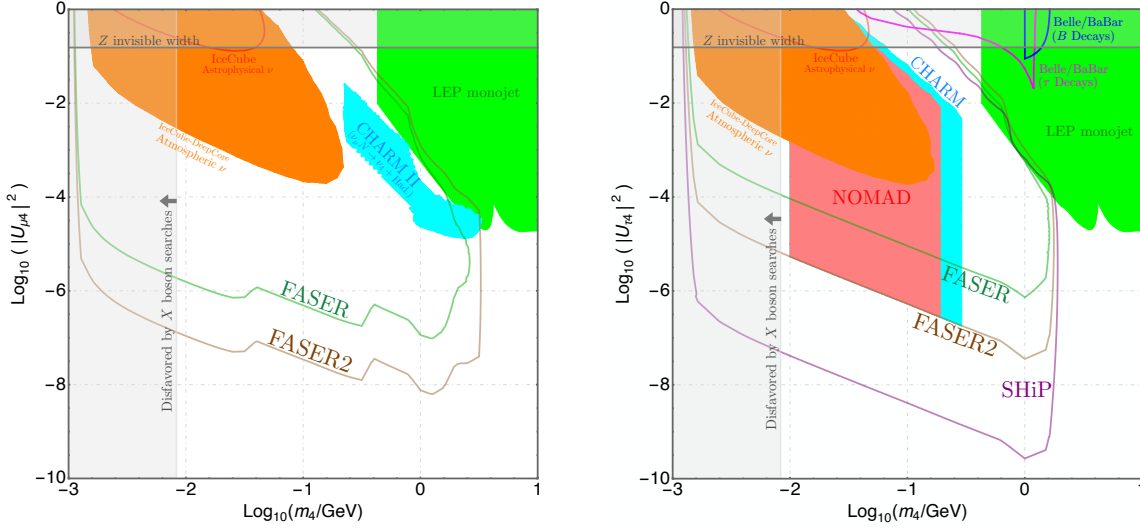 Z invisible width
IceCube
Astrophysical ν
LEP monojet
IceCube-DeepCore
Atmospheric ν
CHARM II
Disfavored by X boson searches
FASER
FASER2
0
−2
−4
−6
−8
−10
−3
−2
−1
0
1
Log10 ( |Uμ4| 2 )
Log10(m4/GeV)
Belle/BaBar
(B Decays)
Z invisible width
IceCube
Astrophysical ν
Belle/BaBar
(τ Decays)
CHARM
LEP monojet
IceCube-DeepCore
Atmospheric ν
NOMAD
Disfavored by X boson searches
FASER
FASER2
SHiP
0
−2
−4
−6
−8
−10
−3
−2
−1
0
1
Log10 ( |Uτ4| 2 )
Log10(m4/GeV)